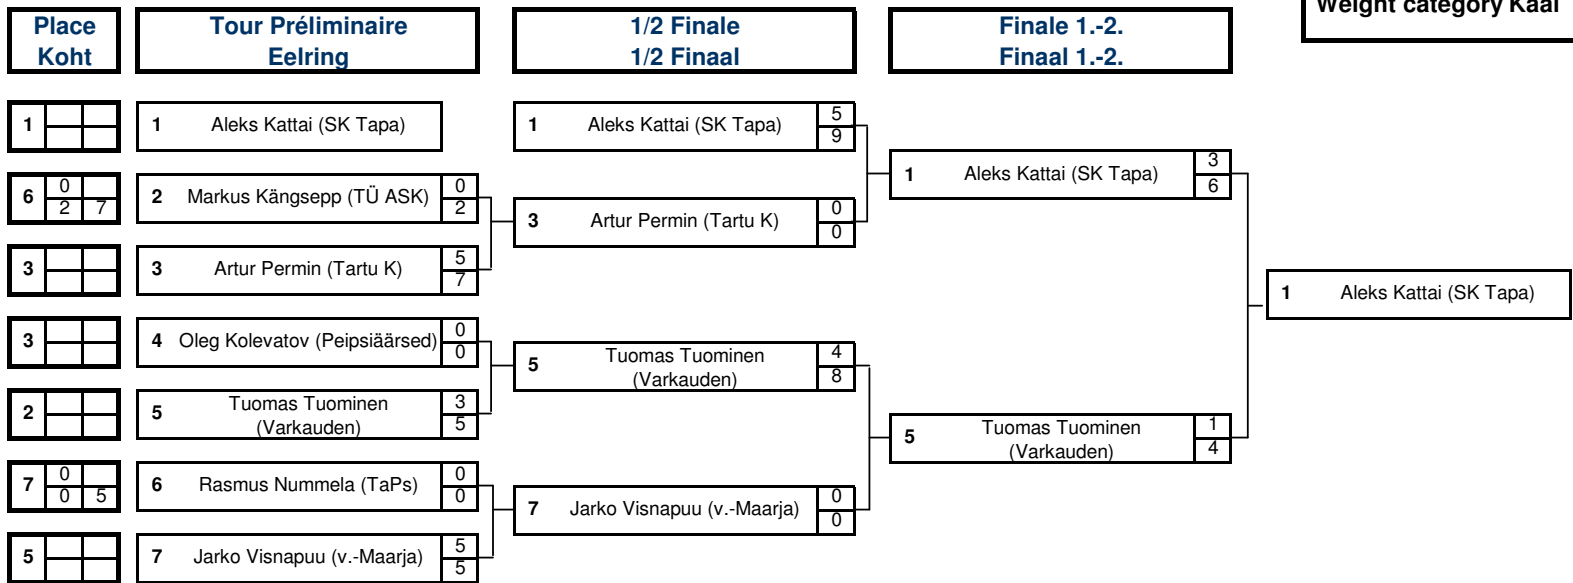 Place
Koht
Tour Préliminaire
Eelring
1/2 Finale
1/2 Finaal
Finale 1.-2.
Finaal 1.-2.
Weight category Kaal
1
1 Aleks Kattai (SK Tapa)
1 Aleks Kattai (SK Tapa) 5
9
1 Aleks Kattai (SK Tapa) 3
6
6 0
2 7
2 Markus Kängsepp (TÜ ASK) 0
2
3 Artur Permin (Tartu K) 0
0
3
3 Artur Permin (Tartu K) 5
7
1 Aleks Kattai (SK Tapa)
3
4 Oleg Kolevatov (Peipsiäärsed) 0
0
5 Tuomas Tuominen 4
(Varkauden) 8
2
5 Tuomas Tuominen 3
(Varkauden) 5
5 Tuomas Tuominen 1
(Varkauden) 4
7 0
0 5
6 Rasmus Nummela (TaPs) 0
0
7 Jarko Visnapuu (v.-Maarja) 0
0
5
7 Jarko Visnapuu (v.-Maarja) 5
5